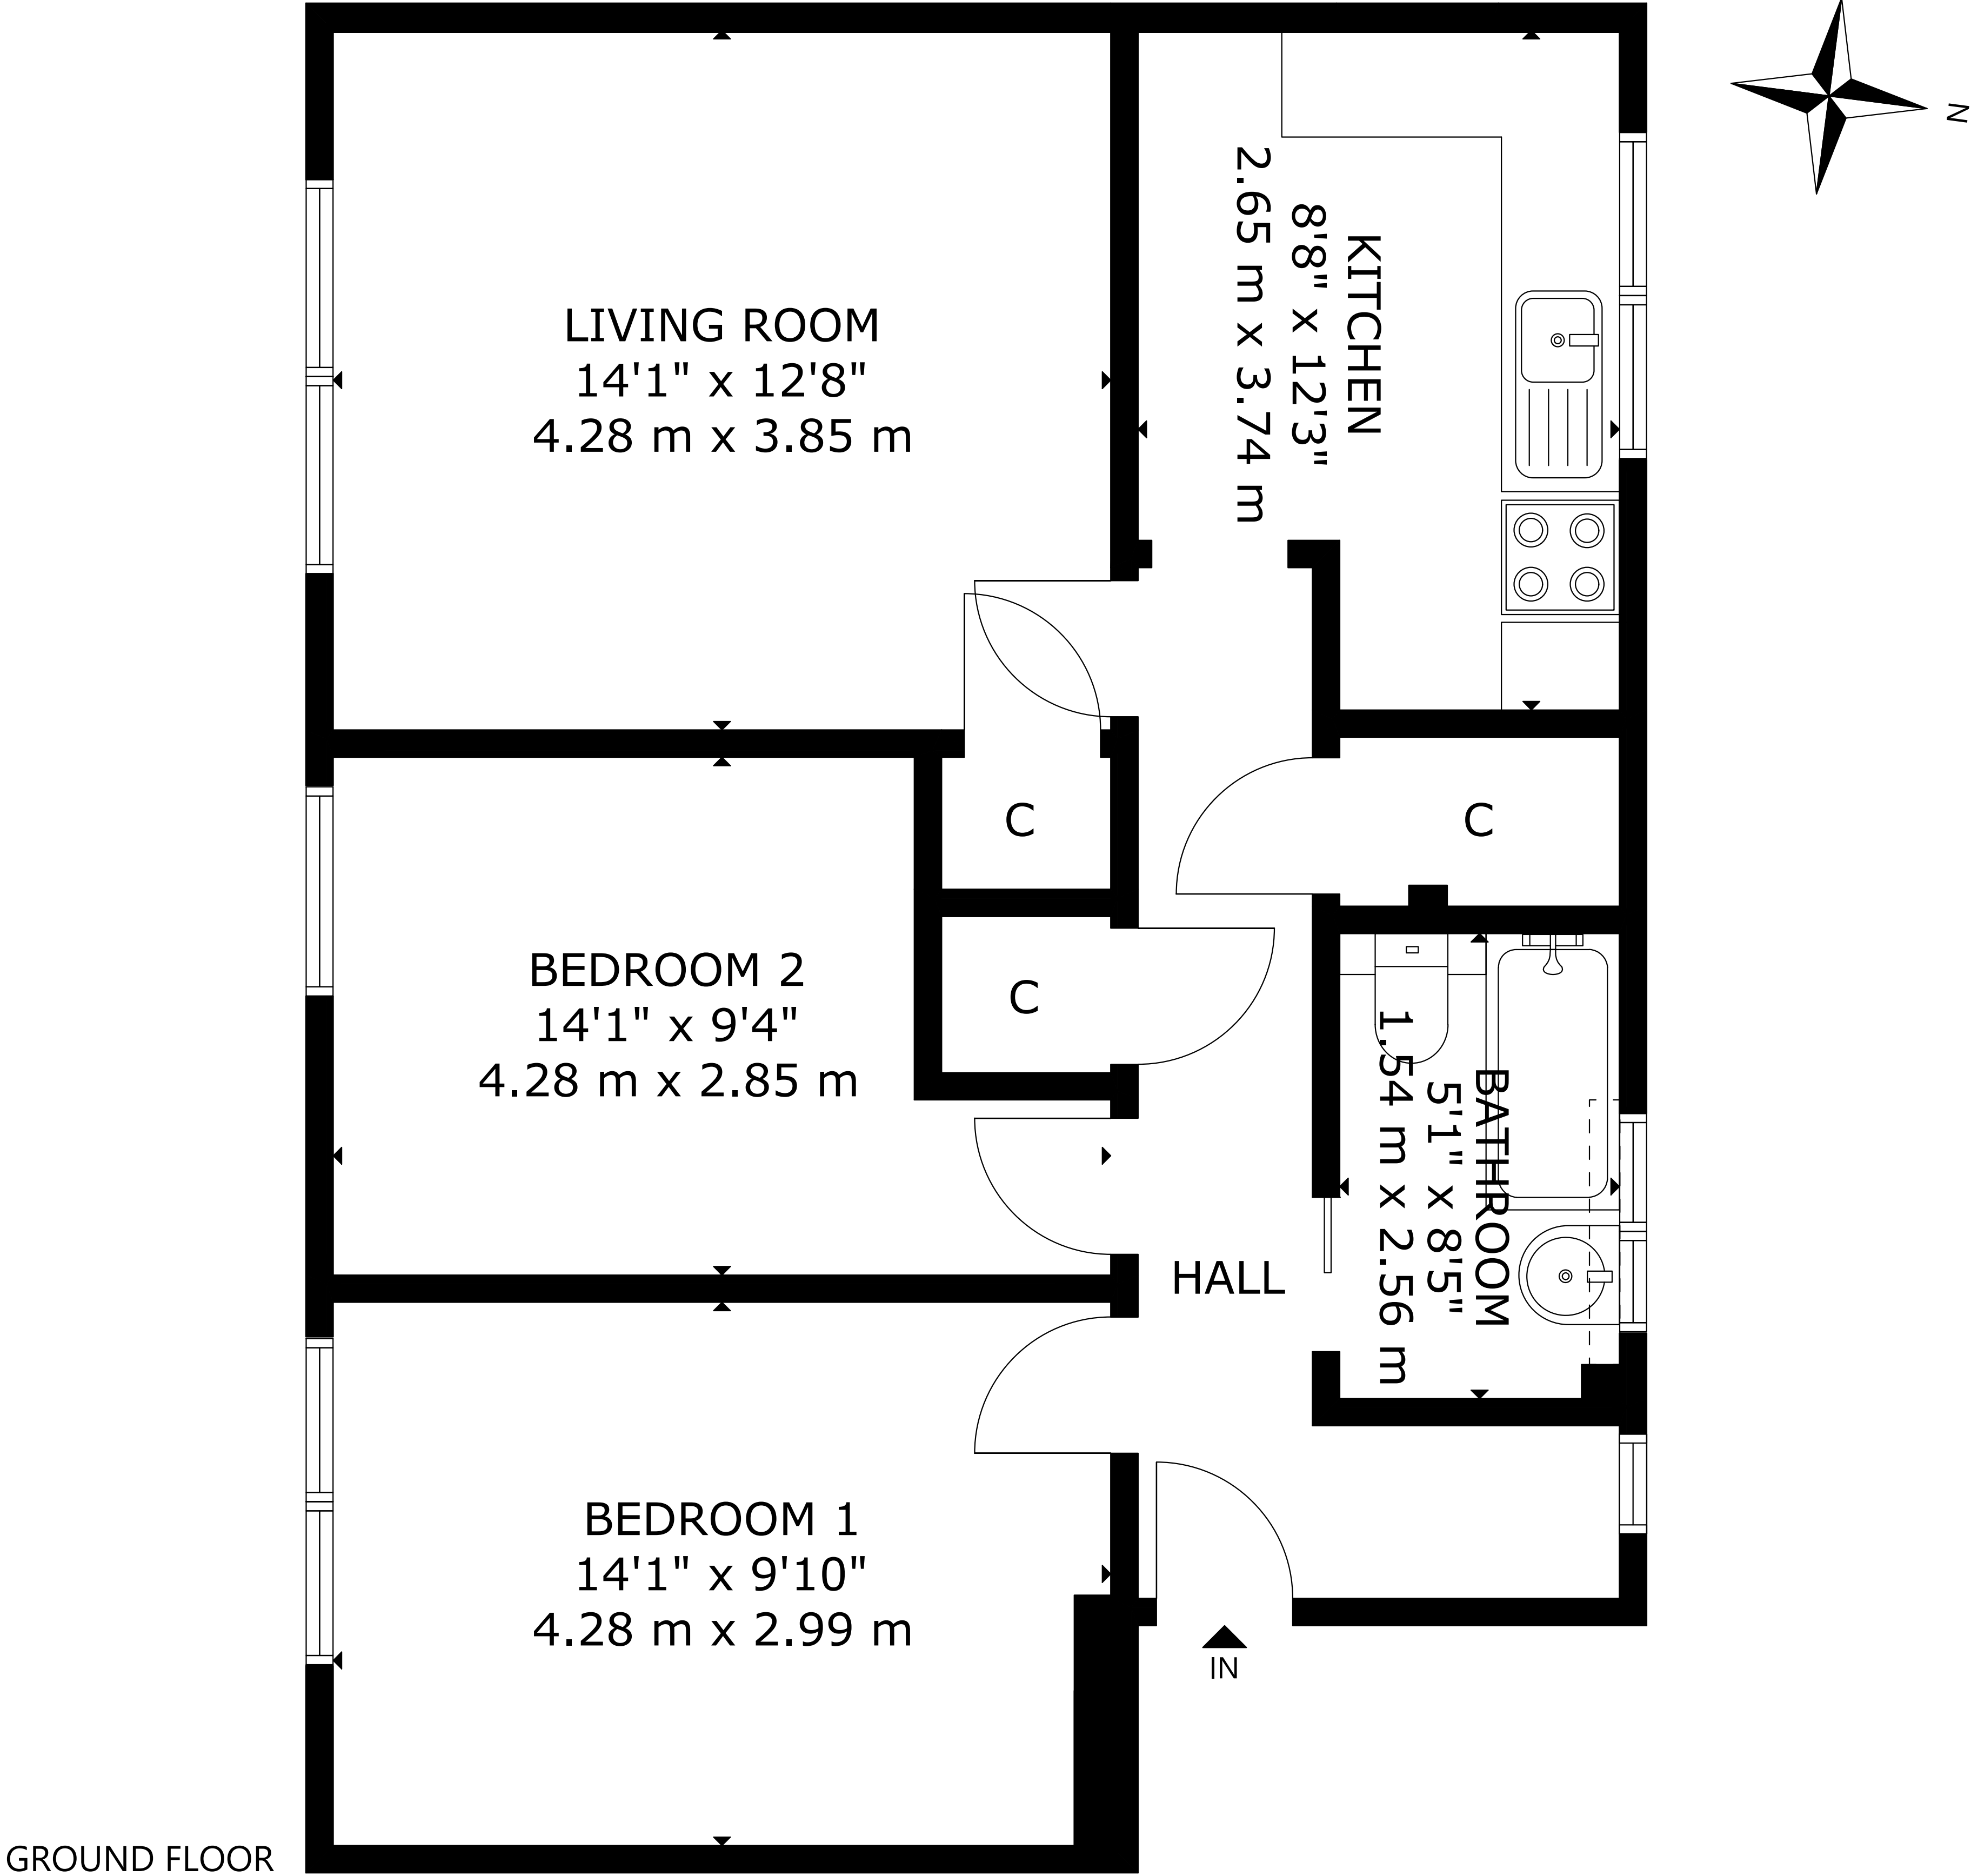 N
LIVING ROOM
14'1" x 12'8"
4.28 m x 3.85 m
KITCHEN
8'8" x 12'3"
2.65 m x 3.74 m
C
C
BEDROOM 2
14'1" x 9'4"
4.28 m x 2.85 m
C
BATHROOM
5'1" x 8'5"
1.54 m x 2.56 m
HALL
BEDROOM 1
14'1" x 9'10"
4.28 m x 2.99 m
IN
GROUND FLOOR